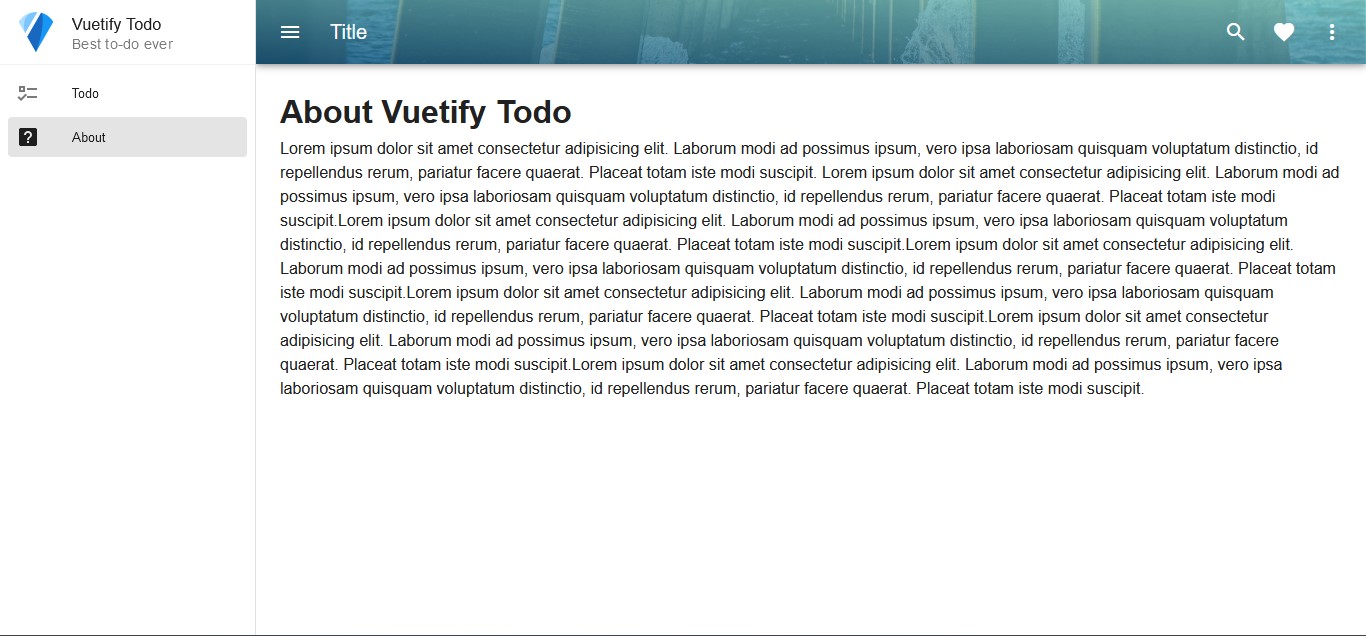 Vuetify Todo
Best to-do ever
Todo
About
Title
About Vuetify Todo
Lorem ipsum dolor sit amet consectetur adipisicing elit. Laborum modi ad possimus ipsum, vero ipsa laboriosam quisquam voluptatum distinctio, id
repellendus rerum, pariatur facere quaerat. Placeat totam iste modi suscipit. Lorem ipsum dolor sit amet consectetur adipisicing elit. Laborum modi ad
possimus ipsum, vero ipsa laboriosam quisquam voluptatum distinctio, id repellendus rerum, pariatur facere quaerat. Placeat totam iste modi
suscipit.Lorem ipsum dolor sit amet consectetur adipisicing elit. Laborum modi ad possimus ipsum, vero ipsa laboriosam quisquam voluptatum
distinctio, id repellendus rerum, pariatur facere quaerat. Placeat totam iste modi suscipit.Lorem ipsum dolor sit amet consectetur adipisicing elit.
Laborum modi ad possimus ipsum, vero ipsa laboriosam quisquam voluptatum distinctio, id repellendus rerum, pariatur facere quaerat. Placeat totam
iste modi suscipit.Lorem ipsum dolor sit amet consectetur adipisicing elit. Laborum modi ad possimus ipsum, vero ipsa laboriosam quisquam
voluptatum distinctio, id repellendus rerum, pariatur facere quaerat. Placeat totam iste modi suscipit.Lorem ipsum dolor sit amet consectetur
adipisicing elit. Laborum modi ad possimus ipsum, vero ipsa laboriosam quisquam voluptatum distinctio, id repellendus rerum, pariatur facere
quaerat. Placeat totam iste modi suscipit.Lorem ipsum dolor sit amet consectetur adipisicing elit. Laborum modi ad possimus ipsum, vero ipsa
laboriosam quisquam voluptatum distinctio, id repellendus rerum, pariatur facere quaerat. Placeat totam iste modi suscipit.